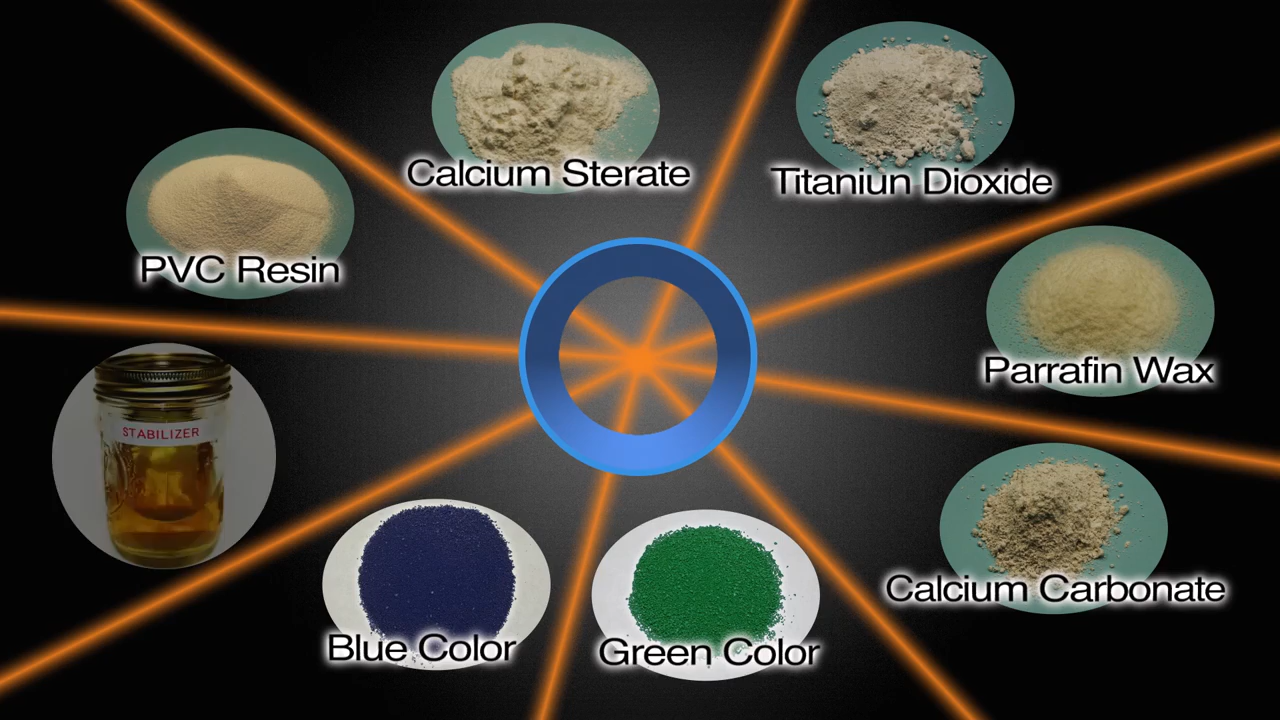 Calcium Sterate
Titaniun Dioxide
PVC Resin
Parrafin Wax
STABILIZER
Calcium Carbonate
Blue Color
Green Color